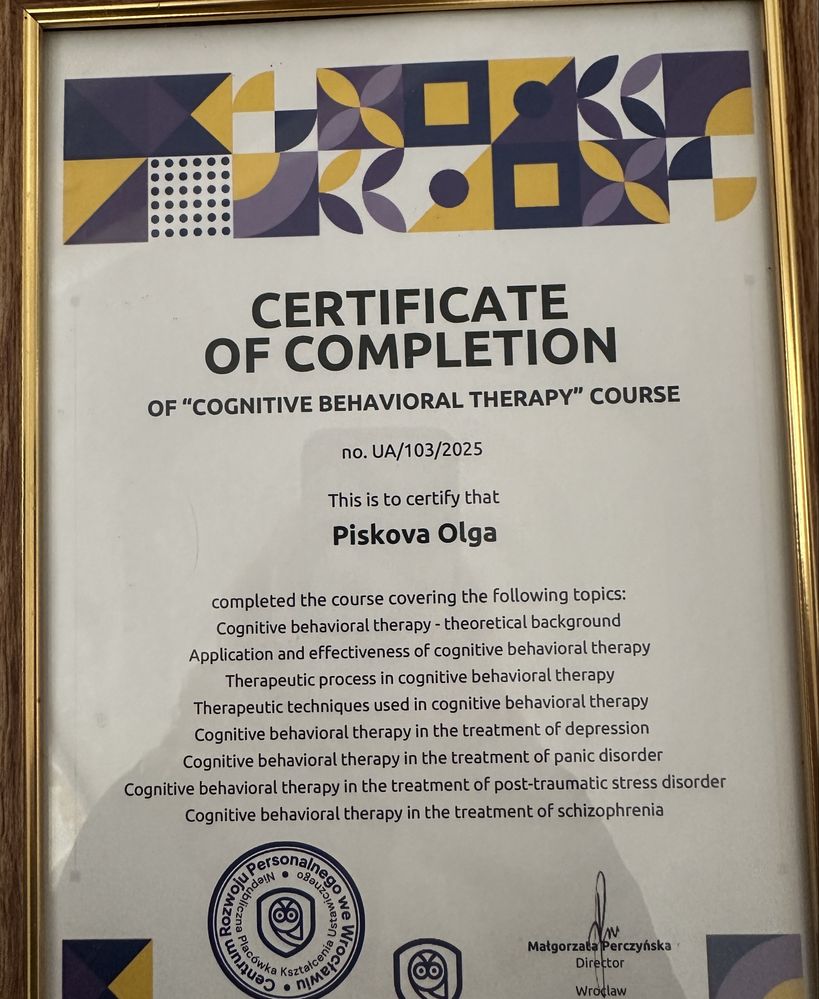 CERTIFICATE
OF COMPLETION
OF “COGNITIVE BEHAVIORAL THERAPY” COURSE
no. UA/103/2025
This is to certify that
Piskova Olga
completed the course covering the following topics:
Cognitive behavioral therapy - theoretical background
Application and effectiveness of cognitive behavioral therapy
Therapeutic process in cognitive behavioral therapy
Therapeutic techniques used in cognitive behavioral therapy
Cognitive behavioral therapy in the treatment of depression
Cognitive behavioral therapy in the treatment of panic disorder
Cognitive behavioral therapy in the treatment of post-traumatic stress disorder
Cognitive behavioral therapy in the treatment of schizophrenia
Centrum Rozwoju Personalnego we Wrocławiu
Niepubliczna Placówka Kształcenia Ustawicznego
Małgorzata Perczyńska
Director
Wrocław